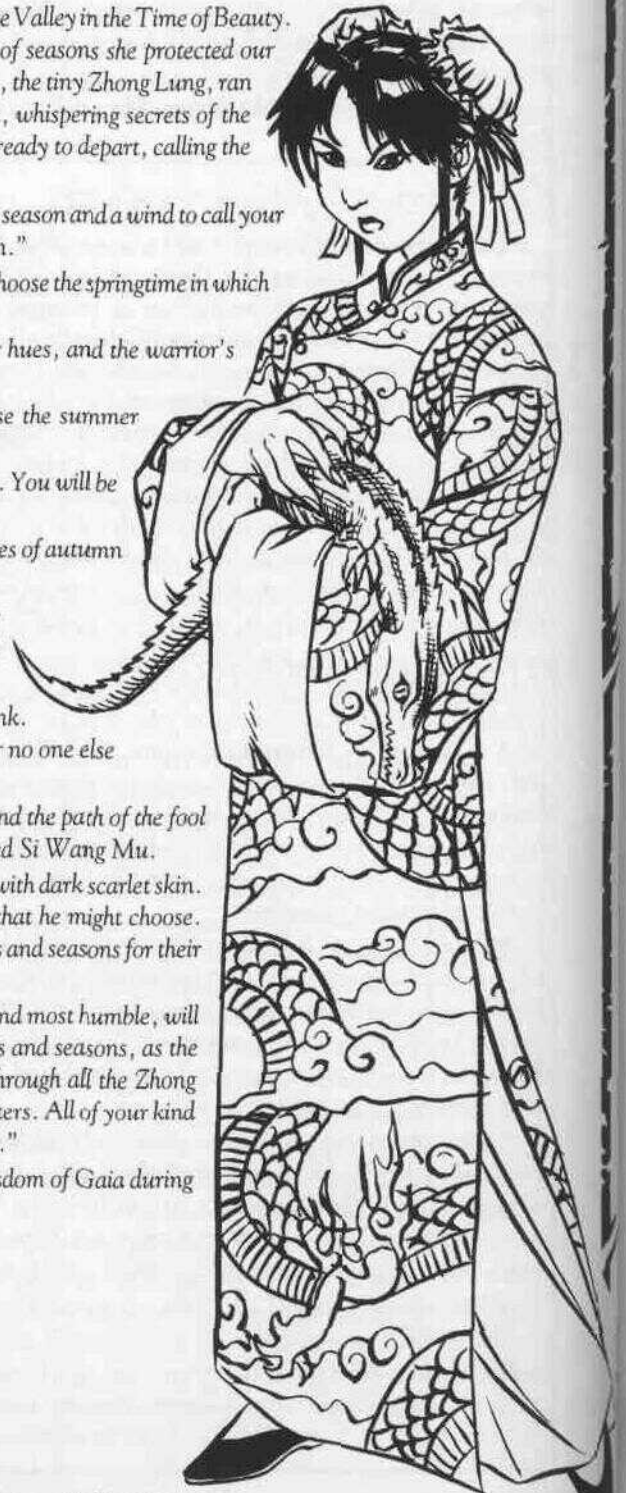 e Valley in the Time of Beauty.
of seasons she protected our
, the tiny Zhong Lung, ran
, whispering secrets of the
ready to depart, calling the
season and a wind to call your
n."
hoose the springtime in which
hues, and the warrior's
se the summer
. You will be
es of autumn
nk.
r no one else
nd the path of the fool
d Si Wang Mu.
with dark scarlet skin.
that he might choose.
s and seasons for their
nd most humble, will
s and seasons, as the
hrough all the Zhong
ters. All of your kind
."
sdom of Gaia during